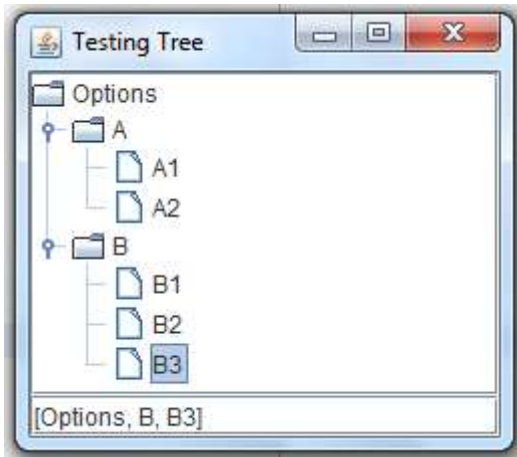 Testing Tree
Options
A
A1
A2
B
B1
B2
B3
[Options, B, B3]